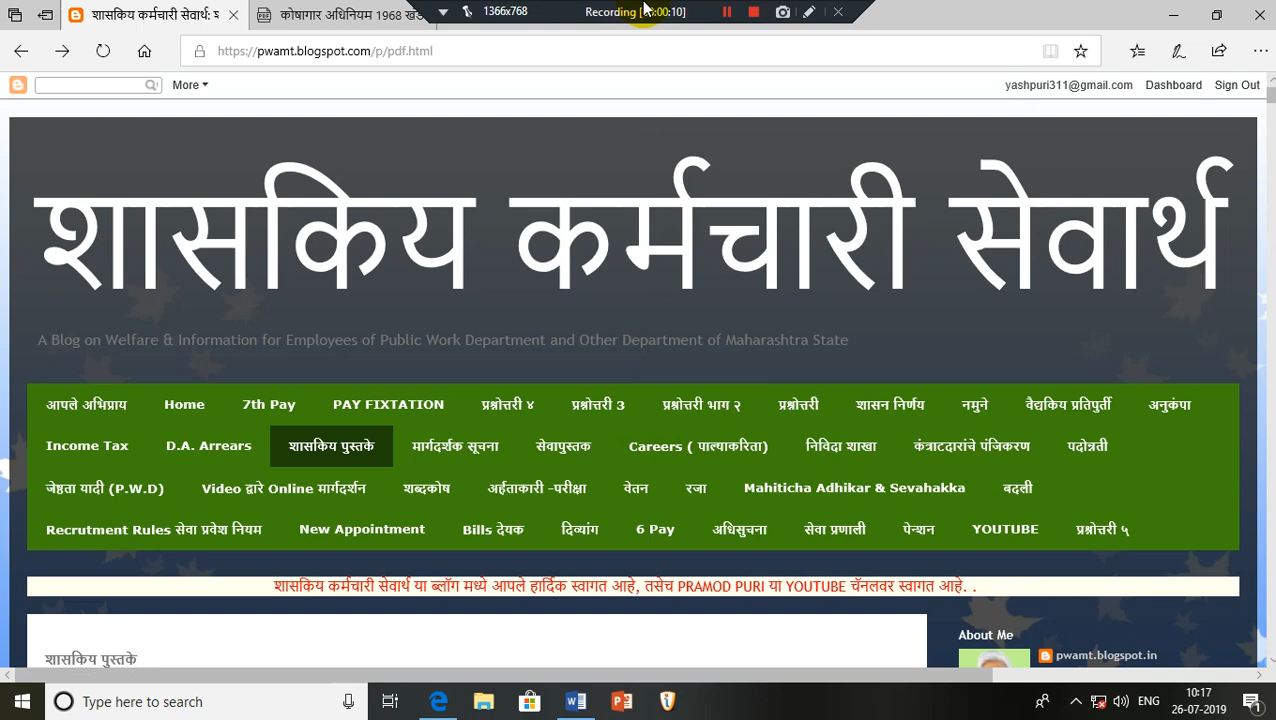 शासकिय कर्मचारी सेवार्थ: श
कोषागार अधिनियम 1968 ख
1366x768
Recording [00:00:10]
https://pwamt.blogspot.com/p/pdf.html
More
yashpuri311@gmail.com Dashboard Sign Out
शासकिय कर्मचारी सेवार्थ
A Blog on Welfare & Information for Employees of Public Work Department and Other Department of Maharashtra State
आपले अभिप्राय Home 7th Pay PAY FIXTATION प्रश्नोत्तरी ४ प्रश्नोत्तरी 3 प्रश्नोत्तरी भाग २ प्रश्नोत्तरी शासन निर्णय नमुने वैद्यकिय प्रतिपुर्ती अनुकंपा
Income Tax D.A. Arrears शासकिय पुस्तके मार्गदर्शक सूचना सेवापुस्तक Careers ( पाल्याकरिता) निविदा शाखा कंत्राटदारांचे पंजिकरण पदोन्नती
जेष्ठता यादी (P.W.D) Video द्वारे Online मार्गदर्शन शब्दकोष अर्हताकारी -परीक्षा वेतन रजा Mahiticha Adhikar & Sevahakka बदली
Recrutment Rules सेवा प्रवेश नियम New Appointment Bills देयक दिव्यांग 6 Pay अधिसुचना सेवा प्रणाली पेन्शन YOUTUBE प्रश्नोत्तरी ५
शासकिय कर्मचारी सेवार्थ या ब्लॉग मध्ये आपले हार्दिक स्वागत आहे, तसेच PRAMOD PURI या YOUTUBE चॅनलवर स्वागत आहे. .
शासकिय पुस्तके
About Me
pwamt.blogspot.in
Type here to search
ENG
10:17
26-07-2019
1